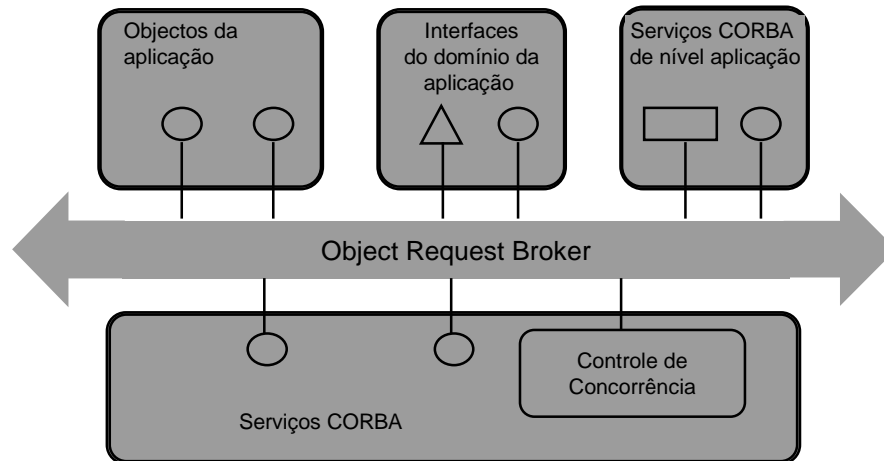 Objectos da
aplicação
Interfaces
do domínio da
aplicação
Serviços CORBA
de nível aplicação
Object Request Broker
Controle de
Concorrência
Serviços CORBA